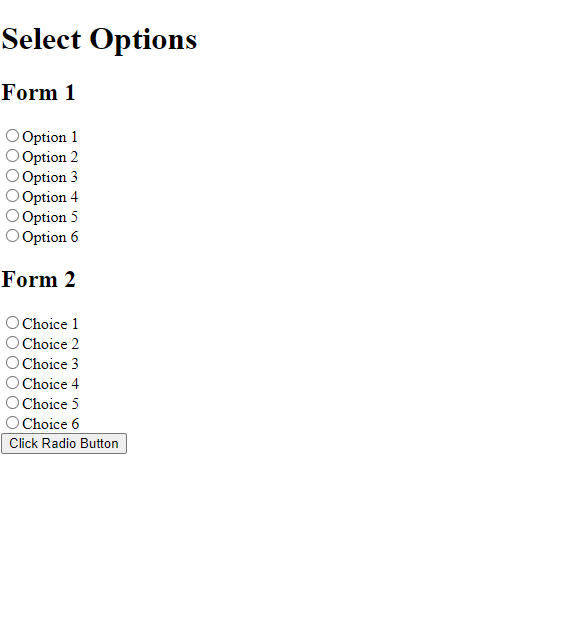 Select Options
Form 1
Option 1
Option 2
Option 3
Option 4
Option 5
Option 6
Form 2
Choice 1
Choice 2
Choice 3
Choice 4
Choice 5
Choice 6
Click Radio Button